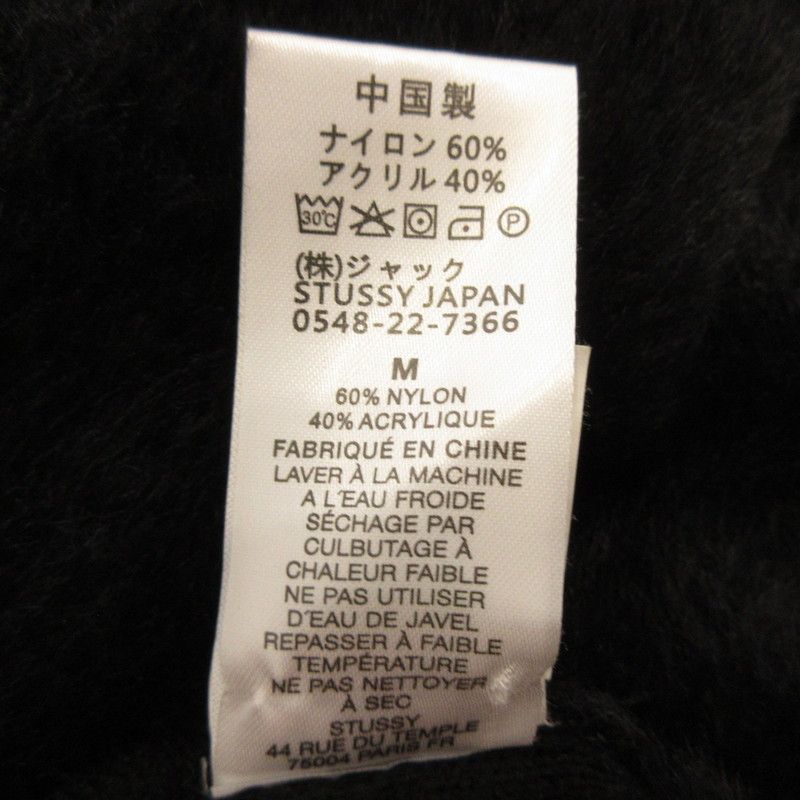 中国製
ナイロン 60%
アクリル 40%
30℃ P
(株)ジャック
STUSSY JAPAN
0548-22-7366
M
60% NYLON
40% ACRYLIQUE
FABRIQUÉ EN CHINE
LAVER À LA MACHINE
A L'EAU FROIDE
SÉCHAGE PAR
CULBUTAGE À
CHALEUR FAIBLE
NE PAS UTILISER
D'EAU DE JAVEL
REPASSER À FAIBLE
TEMPÉRATURE
NE PAS NETTOYER
À SEC
STUSSY
44 RUE DU TEMPLE
75004 PARIS FR